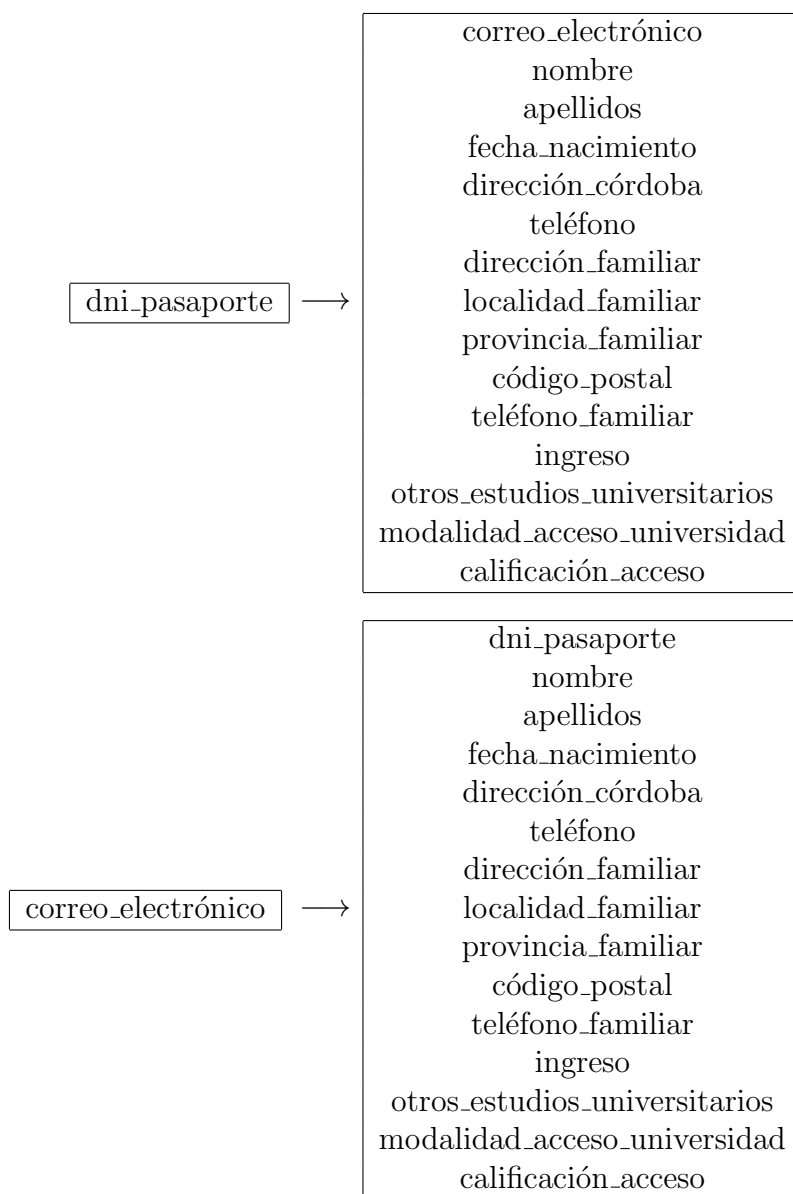 correo_electrónico
nombre
apellidos
fecha_nacimiento
dirección_córdoba
teléfono
dirección_familiar
dni_pasaporte → localidad_familiar
provincia_familiar
código_postal
teléfono_familiar
ingreso
otros_estudios_universitarios
modalidad_acceso_universidad
calificación_acceso
dni_pasaporte
nombre
apellidos
fecha_nacimiento
dirección_córdoba
teléfono
dirección_familiar
correo_electrónico → localidad_familiar
provincia_familiar
código_postal
teléfono_familiar
ingreso
otros_estudios_universitarios
modalidad_acceso_universidad
calificación_acceso